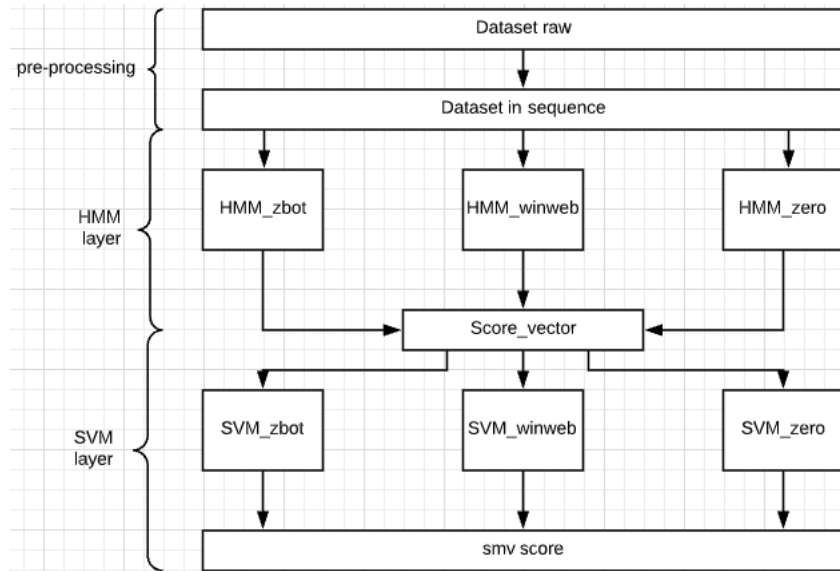 Dataset raw
pre-processing
Dataset in sequence
HMM_zbot
HMM_winweb
HMM_zero
HMM
layer
Score_vector
SVM_zbot
SVM_winweb
SVM_zero
SVM
layer
smv score